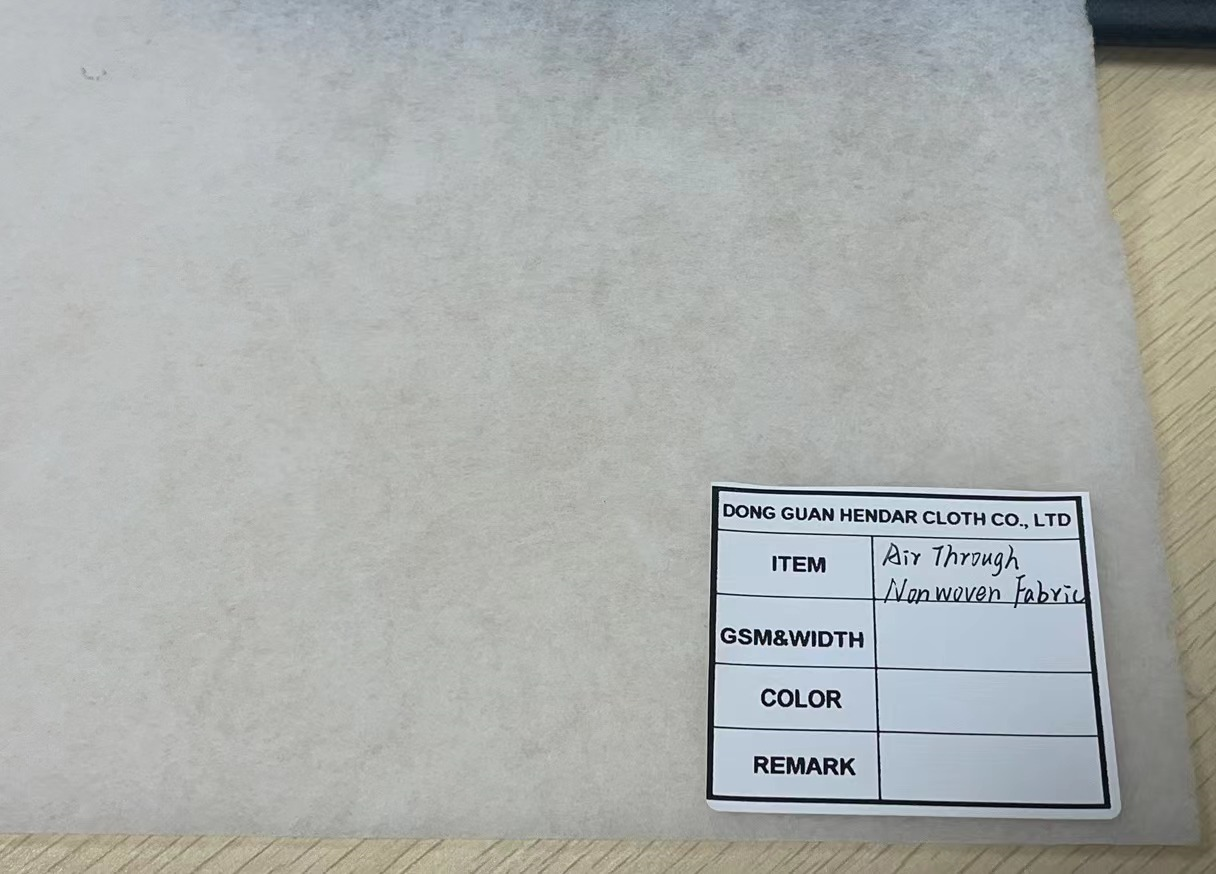 DONG GUAN HENDAR CLOTH CO., LTD
ITEM Air Through
Nonwoven Fabric
GSM&WIDTH
COLOR
REMARK